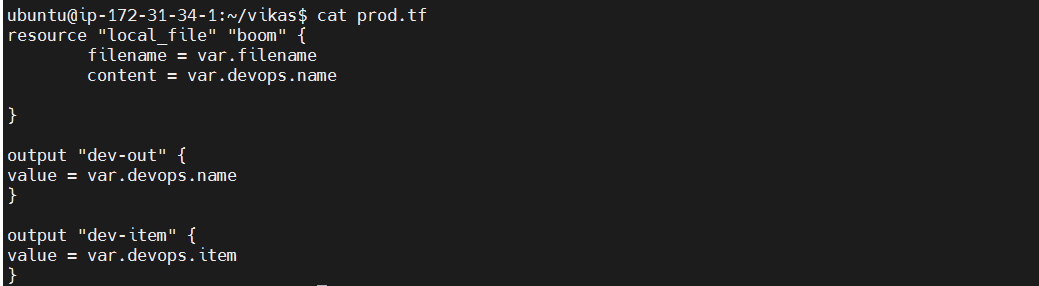 ubuntu@ip-172-31-34-1:~/vikas$ cat prod.tf
resource "local_file" "boom" {
        filename = var.filename
        content = var.devops.name

}

output "dev-out" {
value = var.devops.name
}

output "dev-item" {
value = var.devops.item
}